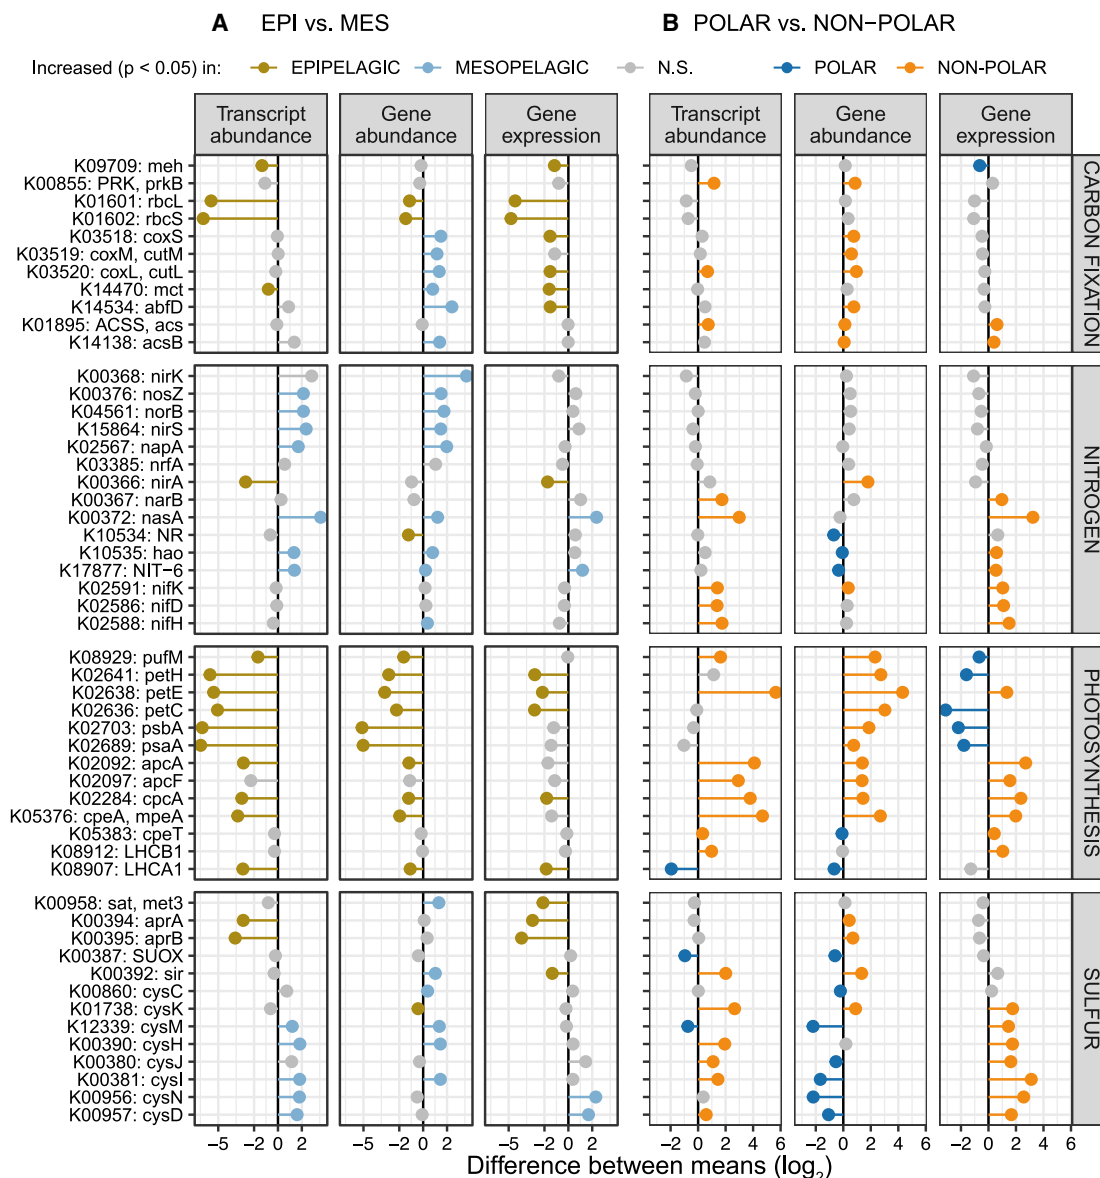 A EPI vs. MES B POLAR vs. NON−POLAR
Increased (p < 0.05) in: EPIPELAGIC MESOPELAGIC N.S. POLAR NON−POLAR
Transcript abundance Gene abundance Gene expression Transcript abundance Gene abundance Gene expression
K09709: meh
K00855: PRK, prkB
K01601: rbcL
K01602: rbcS
K03518: coxS
K03519: coxM, cutM
K03520: coxL, cutL
K14470: mct
K14534: abfD
K01895: ACSS, acs
K14138: acsB
CARBON FIXATION
K00368: nirK
K00376: nosZ
K04561: norB
K15864: nirS
K02567: napA
K03385: nrfA
K00366: nirA
K00367: narB
K00372: nasA
K10534: NR
K10535: hao
K17877: NIT−6
K02591: nifK
K02586: nifD
K02588: nifH
NITROGEN
K08929: pufM
K02641: petH
K02638: petE
K02636: petC
K02703: psbA
K02689: psaA
K02092: apcA
K02097: apcF
K02284: cpcA
K05376: cpeA, mpeA
K05383: cpeT
K08912: LHCB1
K08907: LHCA1
PHOTOSYNTHESIS
K00958: sat, met3
K00394: aprA
K00395: aprB
K00387: SUOX
K00392: sir
K00860: cysC
K01738: cysK
K12339: cysM
K00390: cysH
K00380: cysJ
K00381: cysI
K00956: cysN
K00957: cysD
SULFUR
−5 −2 0 2 −5 −2 0 2 −5 −2 0 2 −2 0 2 4 6 −2 0 2 4 6 −2 0 2 4 6
Difference between means (log2)